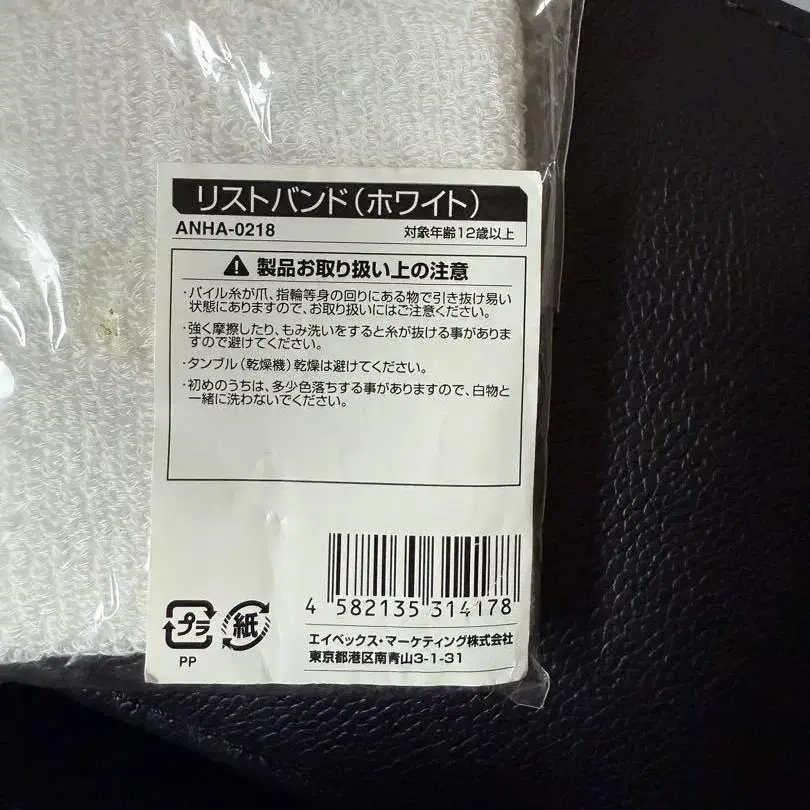 リストバンド(ホワイト)
ANHA-0218 対象年齢12歳以上
製品お取り扱い上の注意
・パイル糸が爪、指輪等身の回りにある物で引き抜け易い
状態にありますので、お取り扱いにはご注意ください。
・強く摩擦したり、もみ洗いをすると糸が抜ける事がありま
すので避けてください。
・タンブル(乾燥機)乾燥は避けてください。
・初めのうちは、多少色落ちする事がありますので、白物と
一緒に洗わないでください。
4 582135 314178
プラ 紙
PP
エイベックス・マーケティング株式会社
東京都港区南青山3-1-31